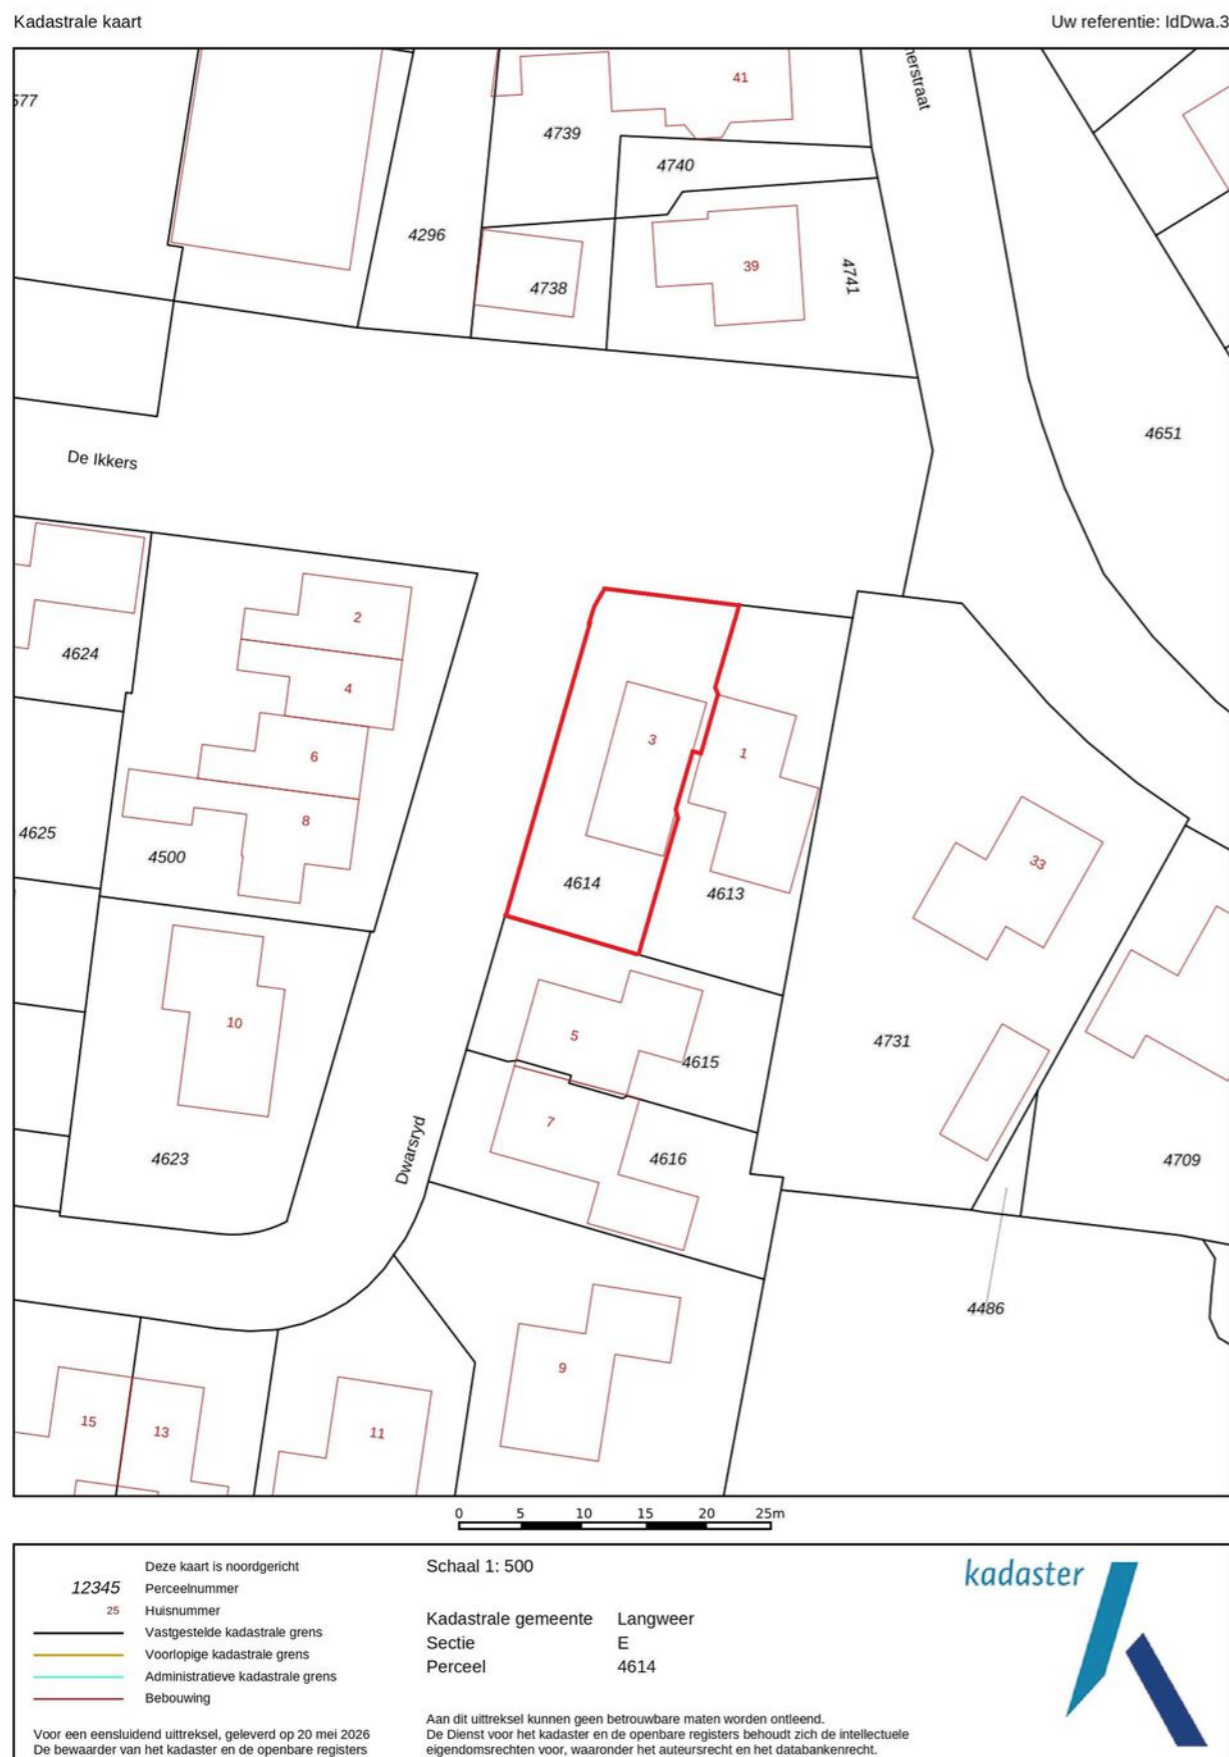 Kadastrale kaart
Uw referentie: IdDwa.3
577
41
4739
4740
4296
4738
39
4741
4651
De Ikkers
2
4624
4
3
1
6
8
4625
4500
33
4614
4613
10
5
4731
4615
7
Dwarsryd
4623
4616
4709
4486
9
15
13
11
0 5 10 15 20 25m
Deze kaart is noordgericht
12345 Perceelnummer
25 Huisnummer
Vastgestelde kadastrale grens
Voorlopige kadastrale grens
Administratieve kadastrale grens
Bebouwing
Voor een eensluidend uittreksel, geleverd op 20 mei 2026
De bewaarder van het kadaster en de openbare registers
Schaal 1: 500
Kadastrale gemeente Langweer
Sectie E
Perceel 4614
Aan dit uittreksel kunnen geen betrouwbare maten worden ontleend.
De Dienst voor het kadaster en de openbare registers behoudt zich de intellectuele
eigendomsrechten voor, waaronder het auteursrecht en het databankenrecht.
kadaster